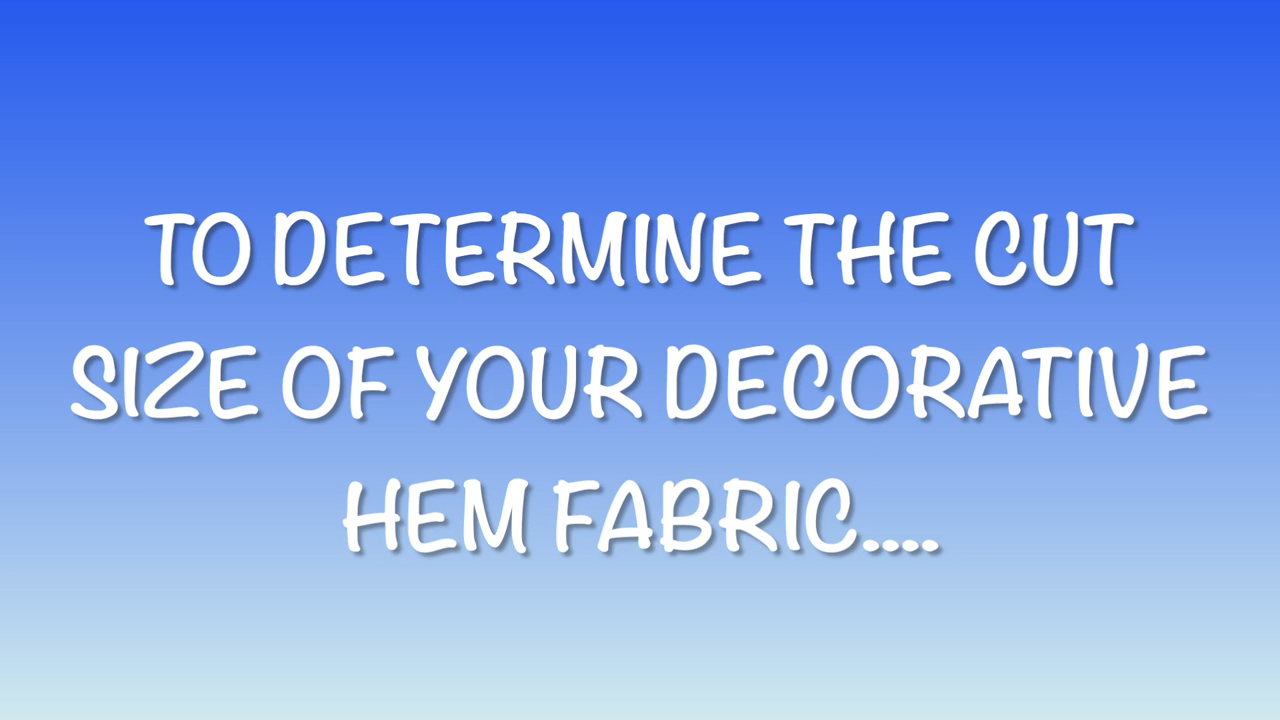 TO DETERMINE THE CUT
SIZE OF YOUR DECORATIVE
HEM FABRIC....